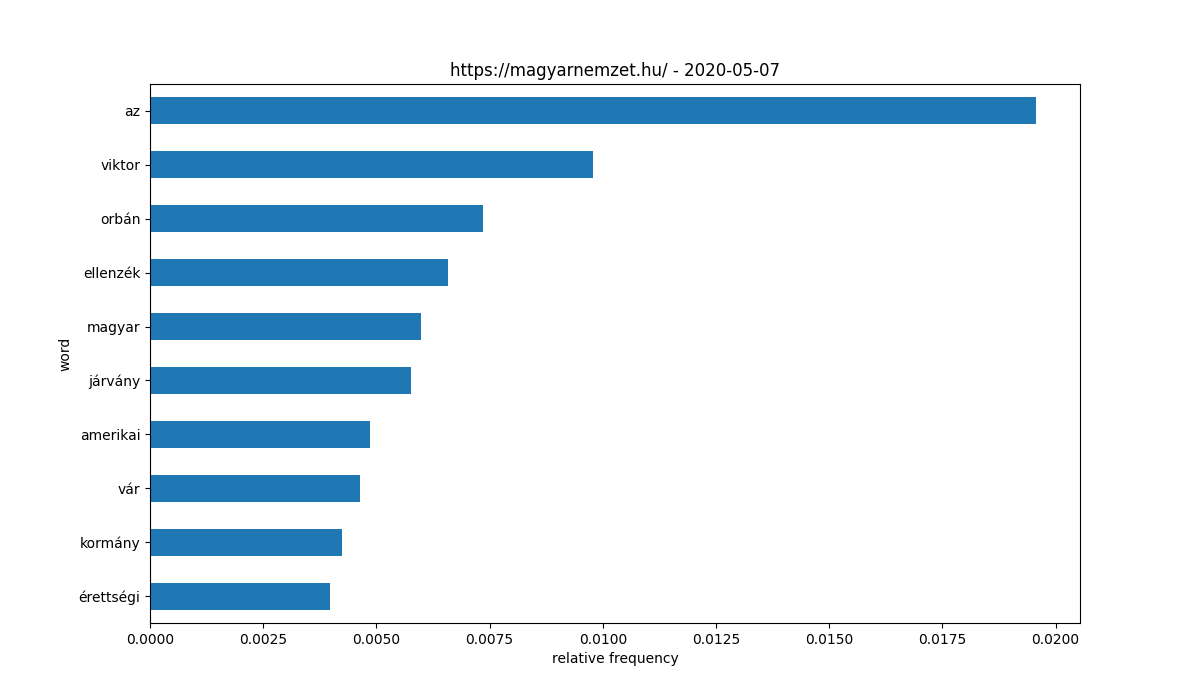 https://magyarnemzet.hu/ - 2020-05-07
az
viktor
orbán
ellenzék
magyar
járvány
amerikai
vár
kormány
érettségi
word
0.0000 0.0025 0.0050 0.0075 0.0100 0.0125 0.0150 0.0175 0.0200
relative frequency